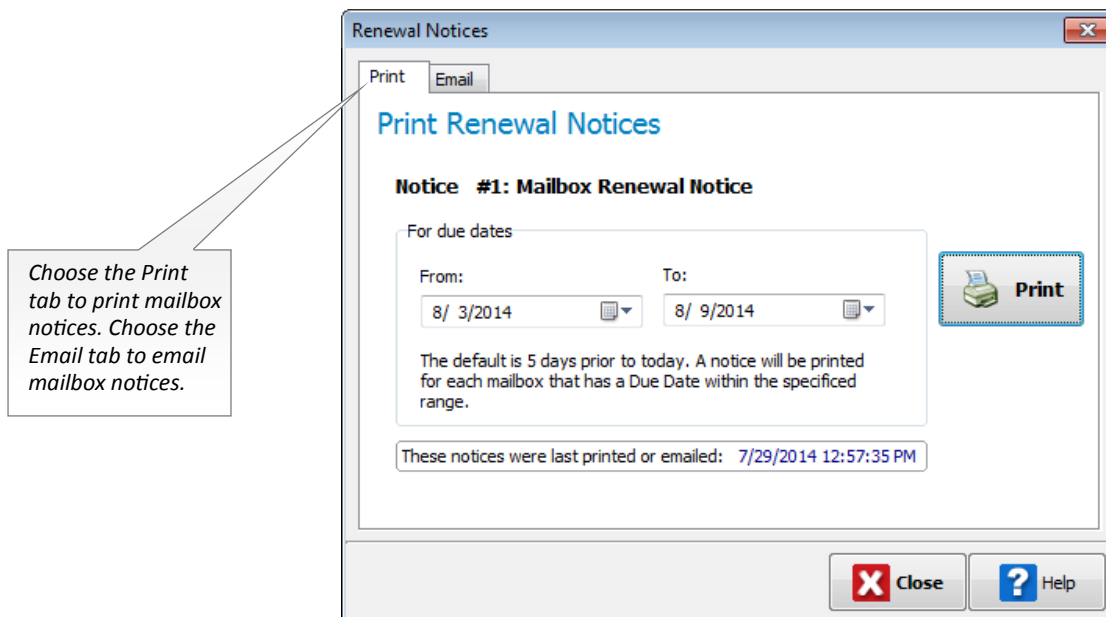 Renewal Notices
Print
Email
Print Renewal Notices
Notice #1: Mailbox Renewal Notice
For due dates
From:
To:
8/ 3/2014
8/ 9/2014
Print
The default is 5 days prior to today. A notice will be printed
for each mailbox that has a Due Date within the specificed
range.
These notices were last printed or emailed: 7/29/2014 12:57:35 PM
Close
Help
Choose the Print
tab to print mailbox
notices. Choose the
Email tab to email
mailbox notices.